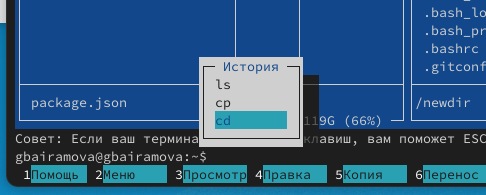 .bash_lo
.bash_pr
.bashrc
.gitconf
История
ls
cp
cd
package.json
119G (66%)
/newdir
Совет: Если ваш термина клавиш, вам поможет ESC
gbairamova@gbairamova:~$
1Помощь 2Меню 3Просмотр 4Правка 5Копия 6Перенос